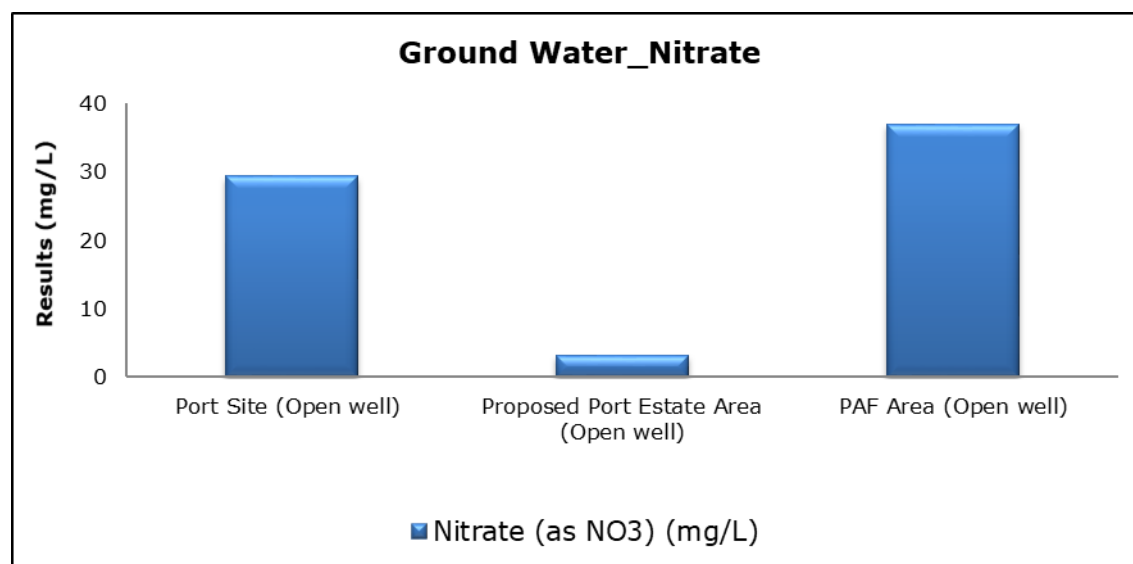 Ground Water_Nitrate
Results (mg/L)
40
30
20
10
0
Port Site (Open well)
Proposed Port Estate Area
(Open well)
PAF Area (Open well)
Nitrate (as NO3) (mg/L)